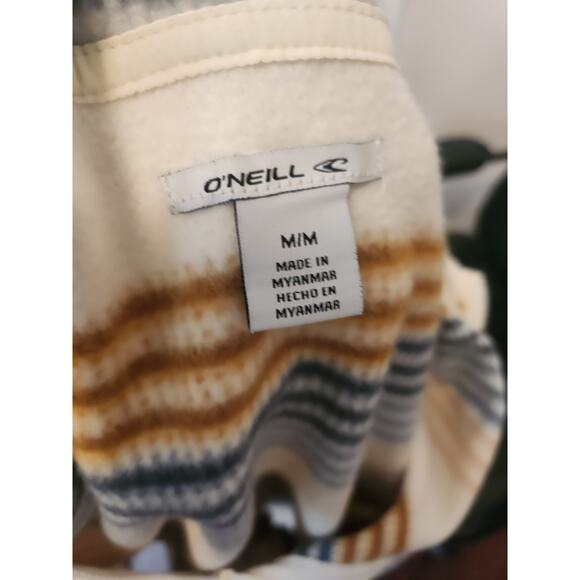 O'NEILL
M/M
MADE IN
MYANMAR
HECHO EN
MYANMAR